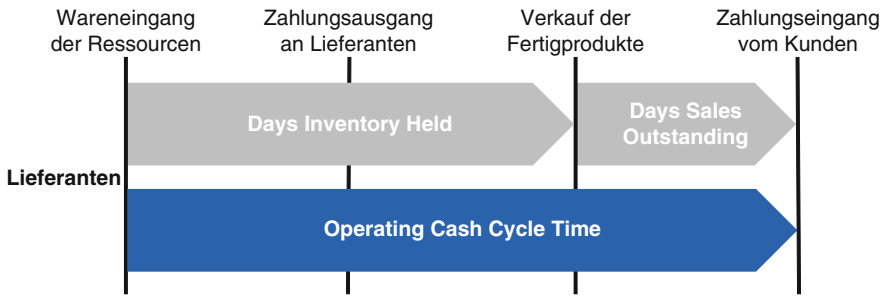 Wareneingang
der Ressourcen
Zahlungsausgang
an Lieferanten
Verkauf der
Fertigprodukte
Zahlungseingang
vom Kunden
Days Inventory Held
Days Sales
Outstanding
Lieferanten
Operating Cash Cycle Time